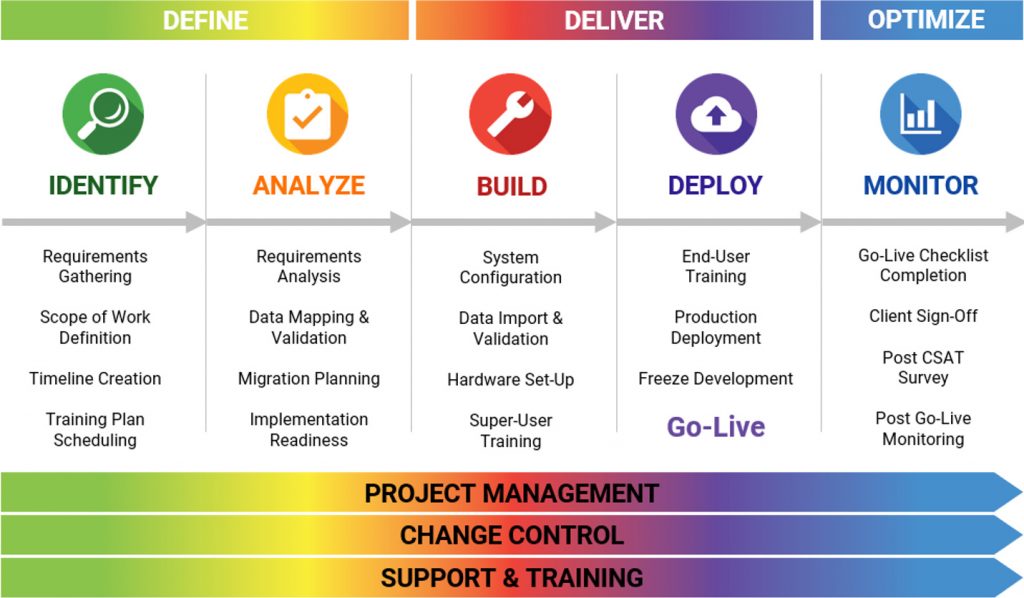 DEFINE
DELIVER
OPTIMIZE
IDENTIFY
ANALYZE
BUILD
DEPLOY
MONITOR
Requirements
Gathering
Scope of Work
Definition
Timeline Creation
Training Plan
Scheduling
Requirements
Analysis
Data Mapping &
Validation
Migration Planning
Implementation
Readiness
System
Configuration
Data Import &
Validation
Hardware Set-Up
Super-User
Training
End-User
Training
Production
Deployment
Freeze Development
Go-Live
Go-Live Checklist
Completion
Client Sign-Off
Post CSAT
Survey
Post Go-Live
Monitoring
PROJECT MANAGEMENT
CHANGE CONTROL
SUPPORT & TRAINING